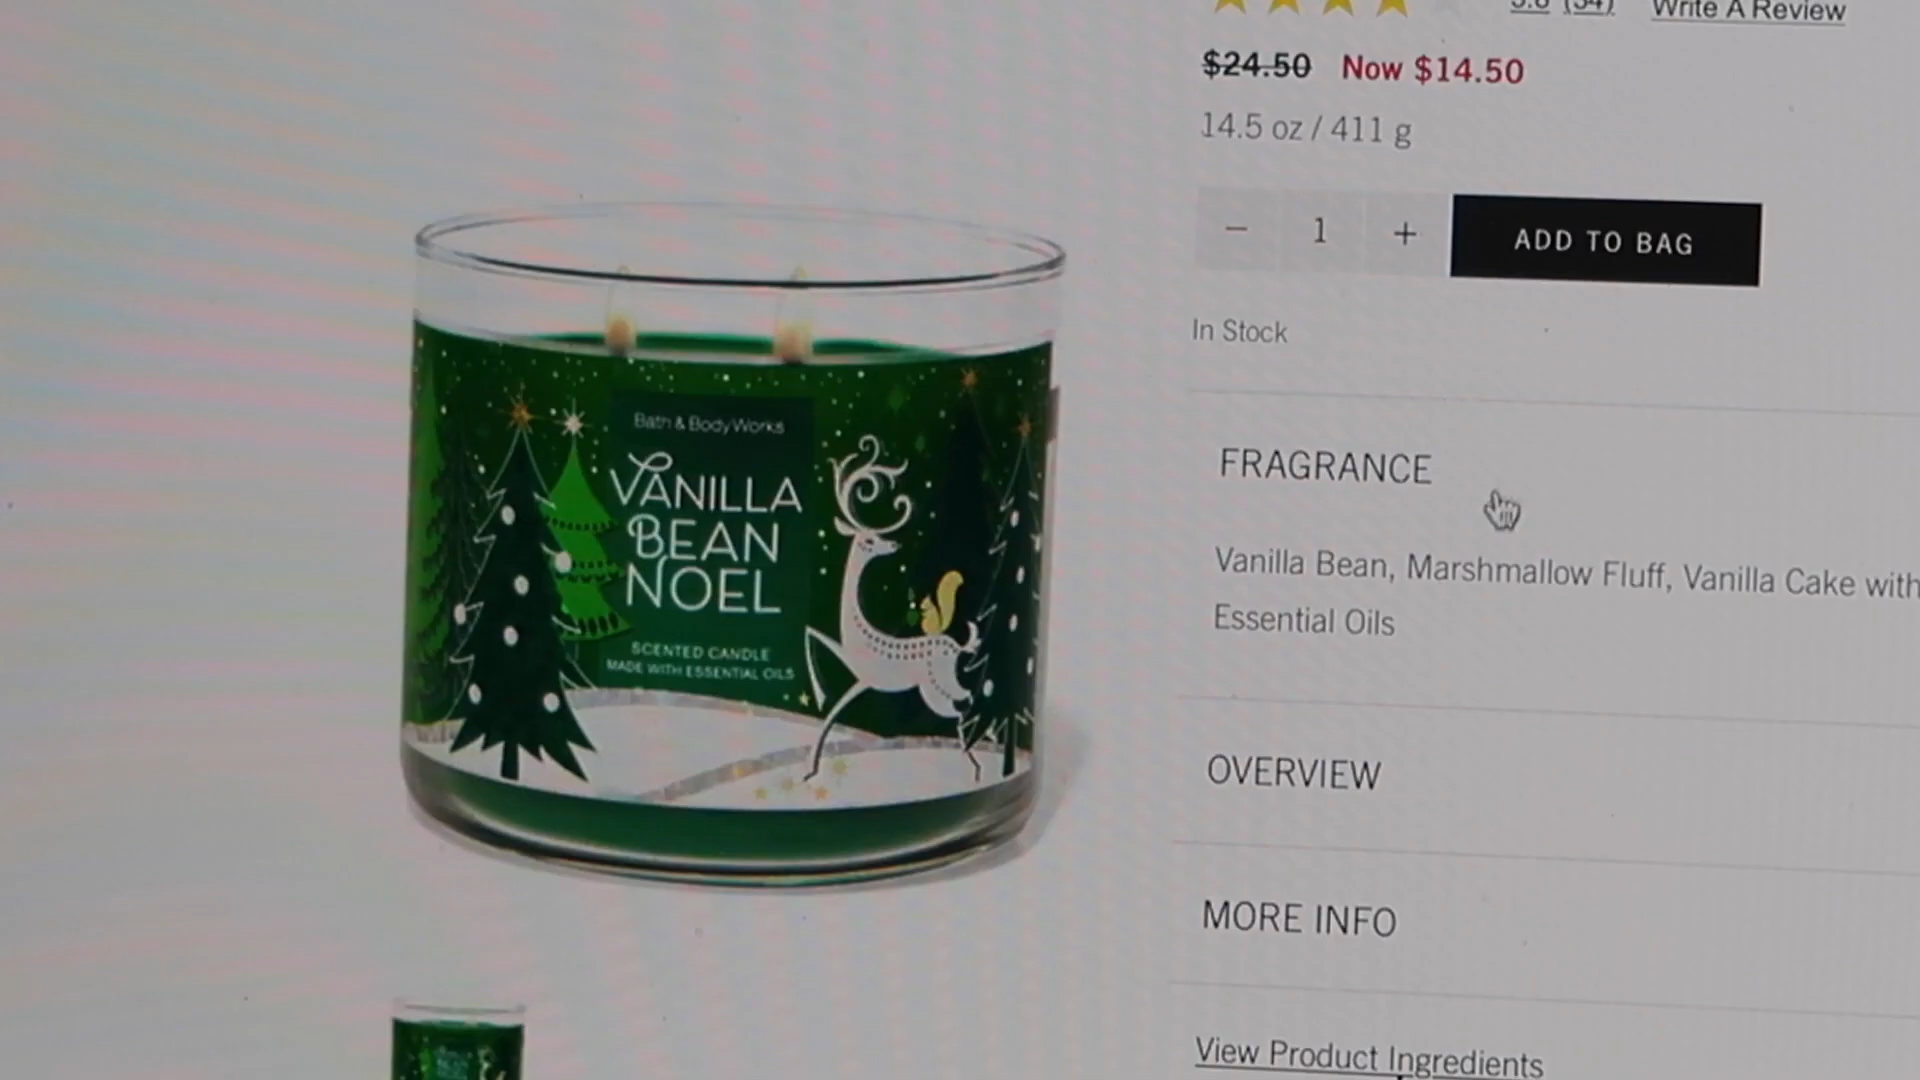 Write A Review
$24.50 Now $14.50
14.5 oz / 411 g
− 1 + ADD TO BAG
In Stock
Bath & Body Works
VANILLA
BEAN
NOEL
SCENTED CANDLE
MADE WITH ESSENTIAL OILS
FRAGRANCE
Vanilla Bean, Marshmallow Fluff, Vanilla Cake with
Essential Oils
OVERVIEW
MORE INFO
View Product Ingredients